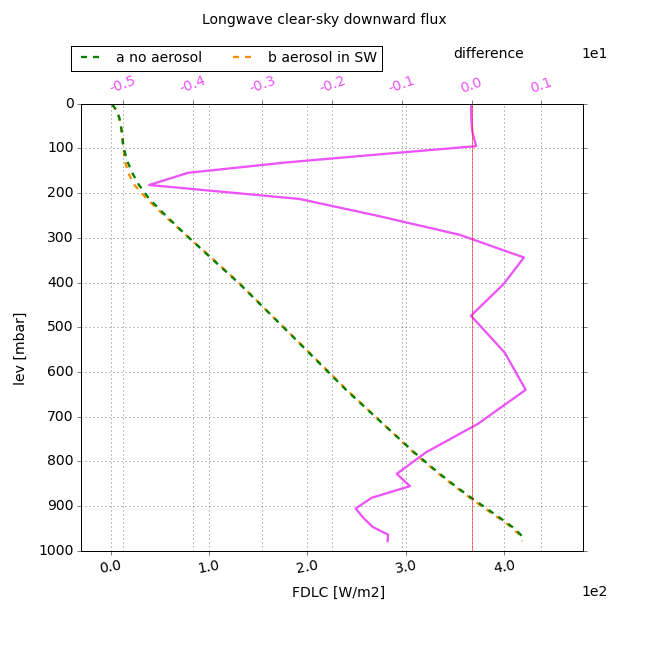 Longwave clear-sky downward flux
a no aerosol b aerosol in SW
difference 1e1
-0.5 -0.4 -0.3 -0.2 -0.1 0.0 0.1
0
100
200
300
400
500
600
700
800
900
1000
lev [mbar]
0.0 1.0 2.0 3.0 4.0
FDLC [W/m2] 1e2